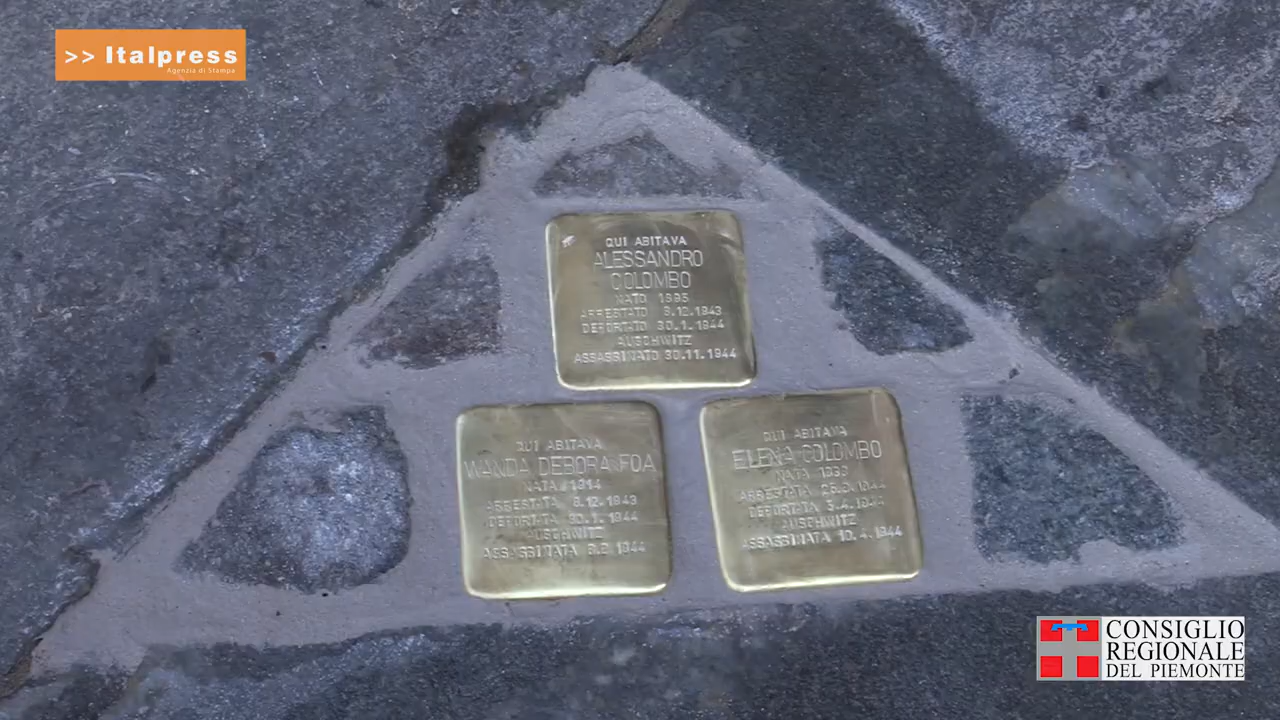 >> Italpress
Agenzia di Stampa
QUI ABITAVA
ALESSANDRO
COLOMBO
NATO 1895
ARRESTATO 8.12.1943
DEPORTATO 30.1.1944
AUSCHWITZ
ASSASSINATO 30.11.1944
QUI ABITAVA
WANDA DEBORA FOA
NATA 1914
ARRESTATA 8.12.1943
DEPORTATA 30.1.1944
AUSCHWITZ
ASSASSINATA 6.2.1944
QUI ABITAVA
ELENA COLOMBO
NATA 1933
ARRESTATA 1944
DEPORTATA 5.4.1944
AUSCHWITZ
ASSASSINATA 10.4.1944
CONSIGLIO
REGIONALE
DEL PIEMONTE